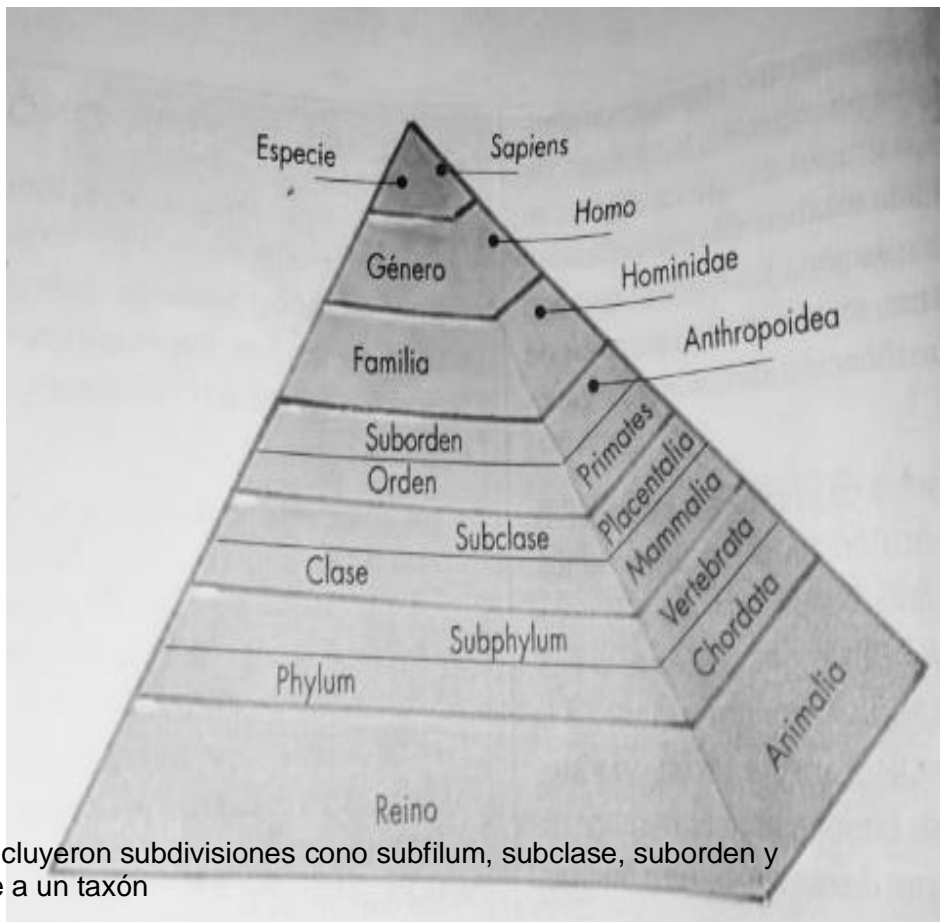 Especie
Sapiens
Homo
Género
Hominidae
Familia
Anthropoidea
Suborden
Primates
Orden
Placentalia
Subclase
Mammalia
Clase
Vertebrata
Subphylum
Chordata
Phylum
Animalia
Reino
cluyeron subdivisiones cono subfilum, subclase, suborden y
e a un taxón